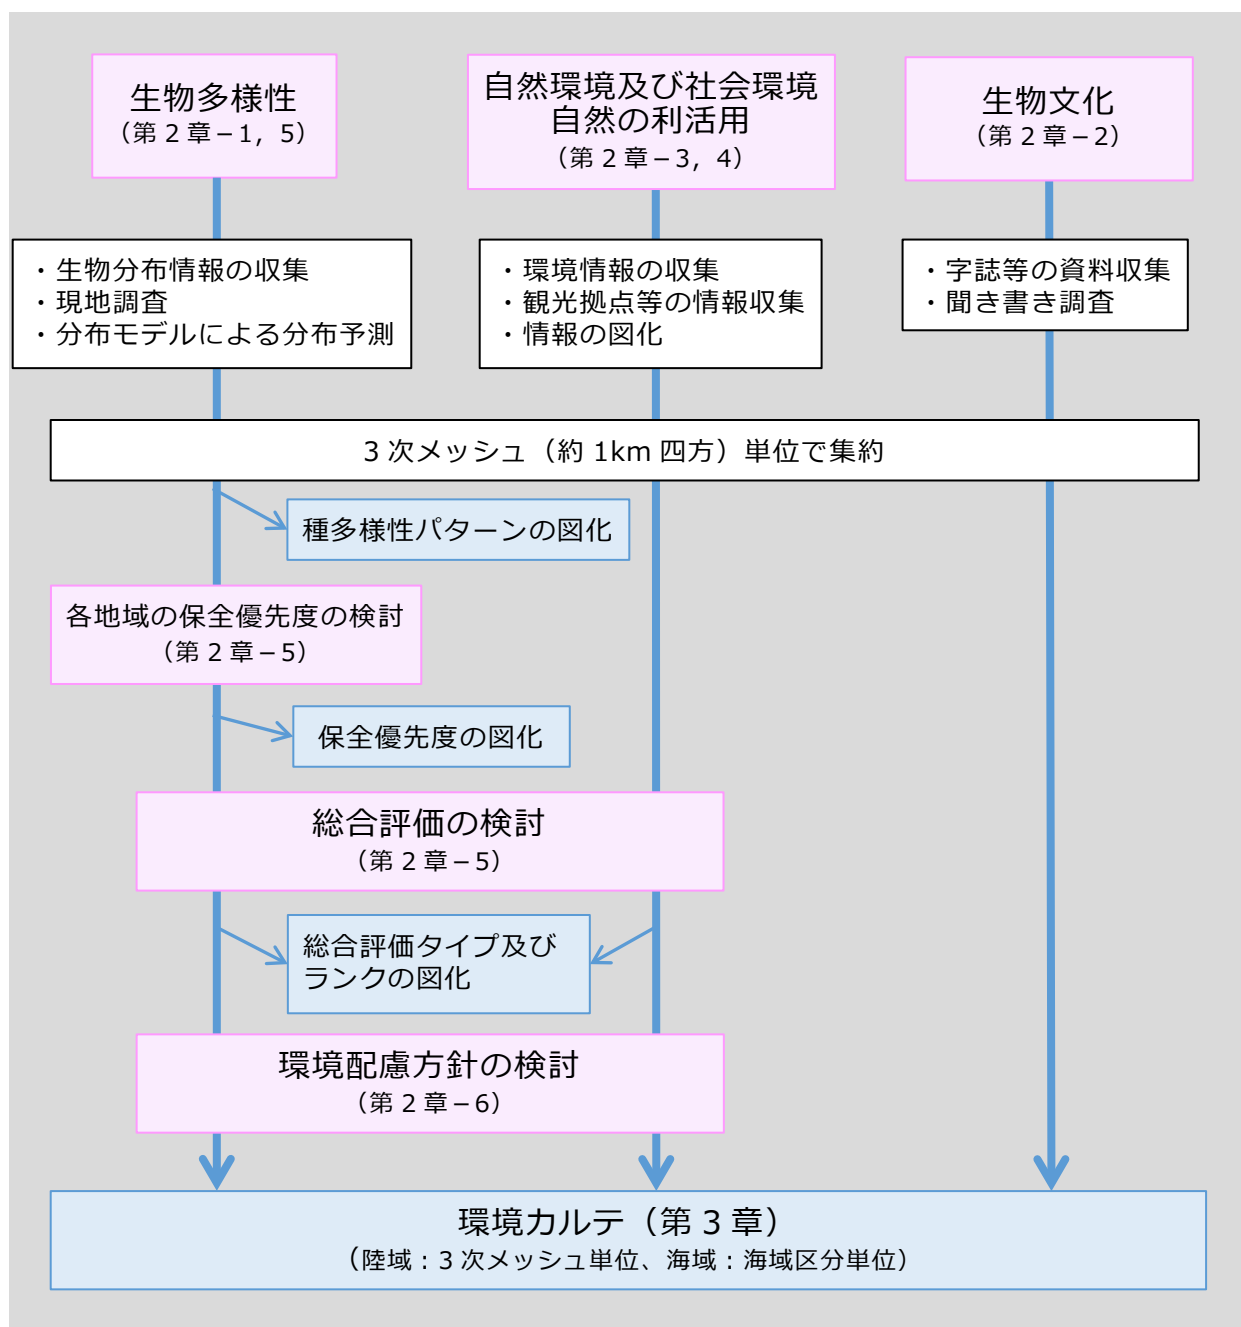 生物多様性
（第２章－1，5）
自然環境及び社会環境
自然の利活用
（第２章－3，4）
生物文化
（第２章－2）
・生物分布情報の収集
・現地調査
・分布モデルによる分布予測
・環境情報の収集
・観光拠点等の情報収集
・情報の図化
・字誌等の資料収集
・聞き書き調査
３次メッシュ（約 1km 四方）単位で集約
種多様性パターンの図化
各地域の保全優先度の検討
（第２章－5）
保全優先度の図化
総合評価の検討
（第２章－5）
総合評価タイプ及び
ランクの図化
環境配慮方針の検討
（第２章－6）
環境カルテ（第３章）
（陸域：３次メッシュ単位、海域：海域区分単位）